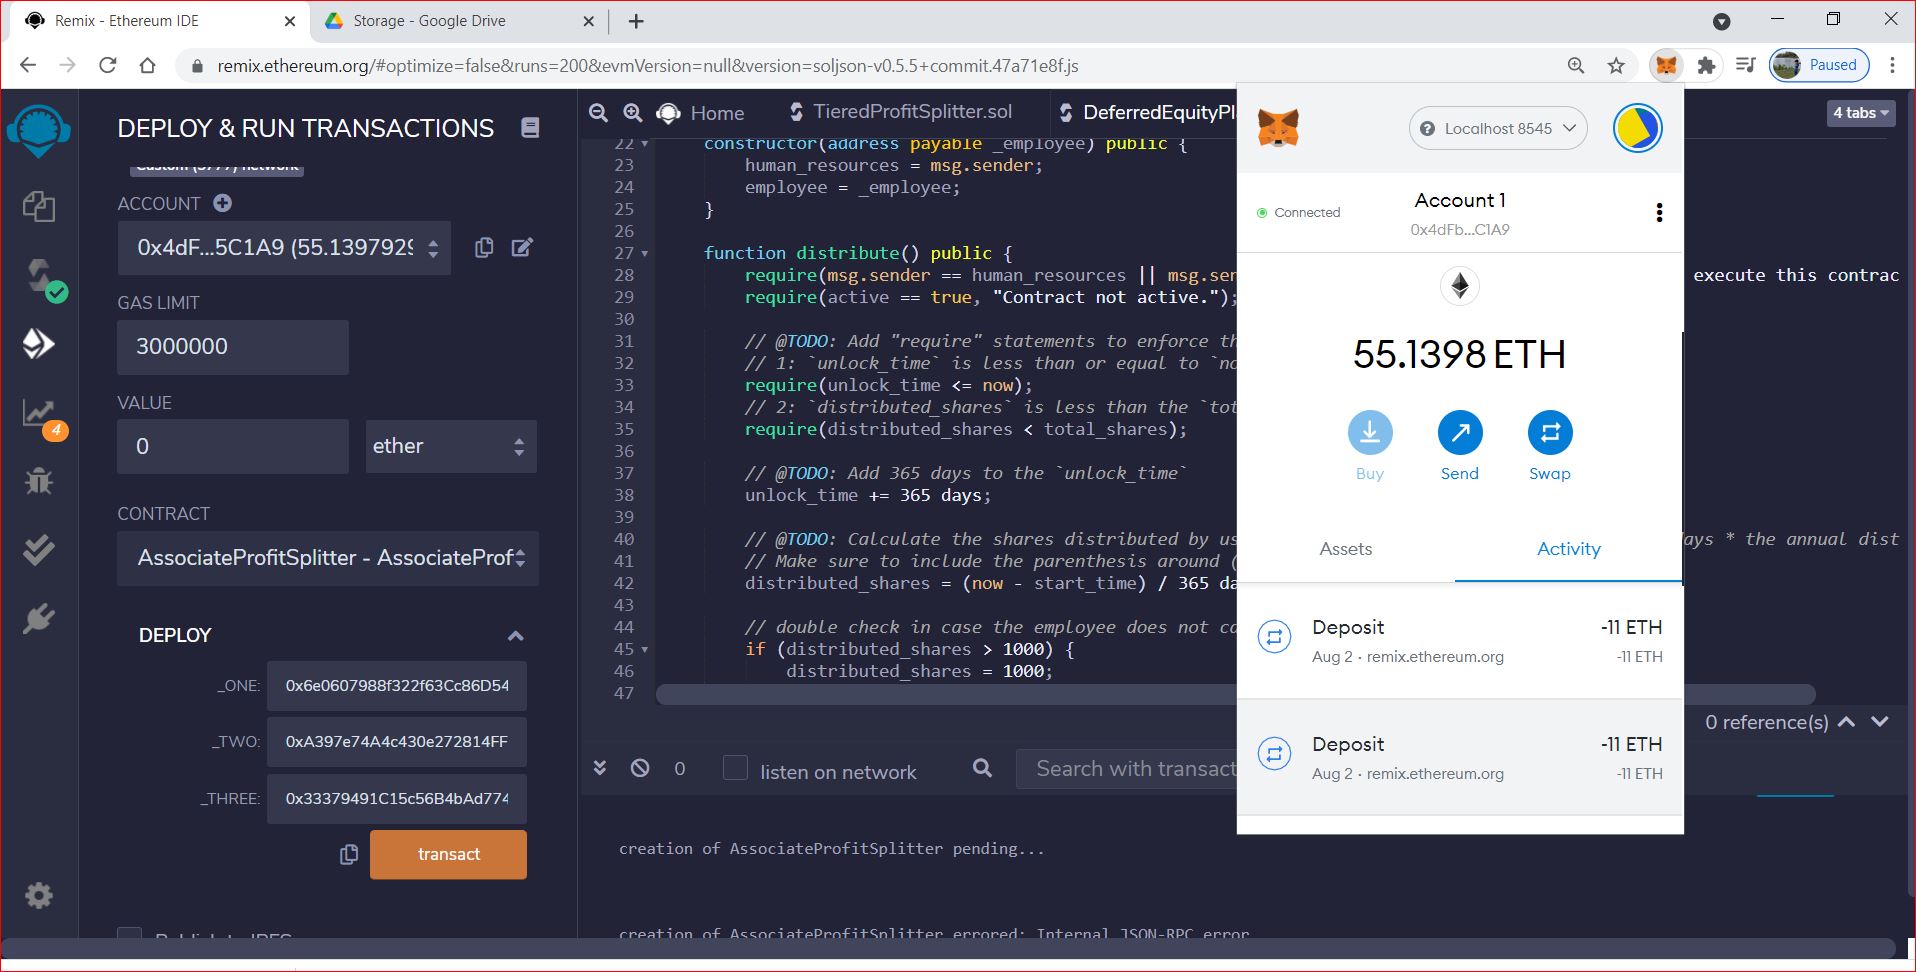 Remix - Ethereum IDE
Storage - Google Drive
remix.ethereum.org/#optimize=false&runs=200&evmVersion=null&version=soljson-v0.5.5+commit.47a71e8f.js
Paused
DEPLOY & RUN TRANSACTIONS
Custom (5777) network
ACCOUNT
0x4dF...5C1A9 (55.1397929
GAS LIMIT
3000000
VALUE
0
ether
CONTRACT
AssociateProfitSplitter - AssociateProf
DEPLOY
_ONE:
0x6e0607988f322f63Cc86D54
_TWO:
0xA397e74A4c430e272814FF
_THREE:
0x33379491C15c56B4bAd774
transact
4
Home
TieredProfitSplitter.sol
DeferredEquityPl
4 tabs
22 constructor(address payable _employee) public {
23 human_resources = msg.sender;
24 employee = _employee;
25 }
26
27 function distribute() public {
28 require(msg.sender == human_resources || msg.sen execute this contrac
29 require(active == true, "Contract not active.");
30
31 // @TODO: Add "require" statements to enforce th
32 // 1: `unlock_time` is less than or equal to `no
33 require(unlock_time <= now);
34 // 2: `distributed_shares` is less than the `tot
35 require(distributed_shares < total_shares);
36
37 // @TODO: Add 365 days to the `unlock_time`
38 unlock_time += 365 days;
39
40 // @TODO: Calculate the shares distributed by us ays * the annual dist
41 // Make sure to include the parenthesis around (
42 distributed_shares = (now - start_time) / 365 da
43
44 // double check in case the employee does not ca
45 if (distributed_shares > 1000) {
46 distributed_shares = 1000;
47
0 reference(s)
0
listen on network
Search with transact
creation of AssociateProfitSplitter pending...
creation of AssociateProfitSplitter errored: Internal JSON-RPC error
Localhost 8545
Connected
Account 1
0x4dFb...C1A9
55.1398 ETH
Buy
Send
Swap
Assets
Activity
Deposit
-11 ETH
Aug 2 · remix.ethereum.org
-11 ETH
Deposit
-11 ETH
Aug 2 · remix.ethereum.org
-11 ETH